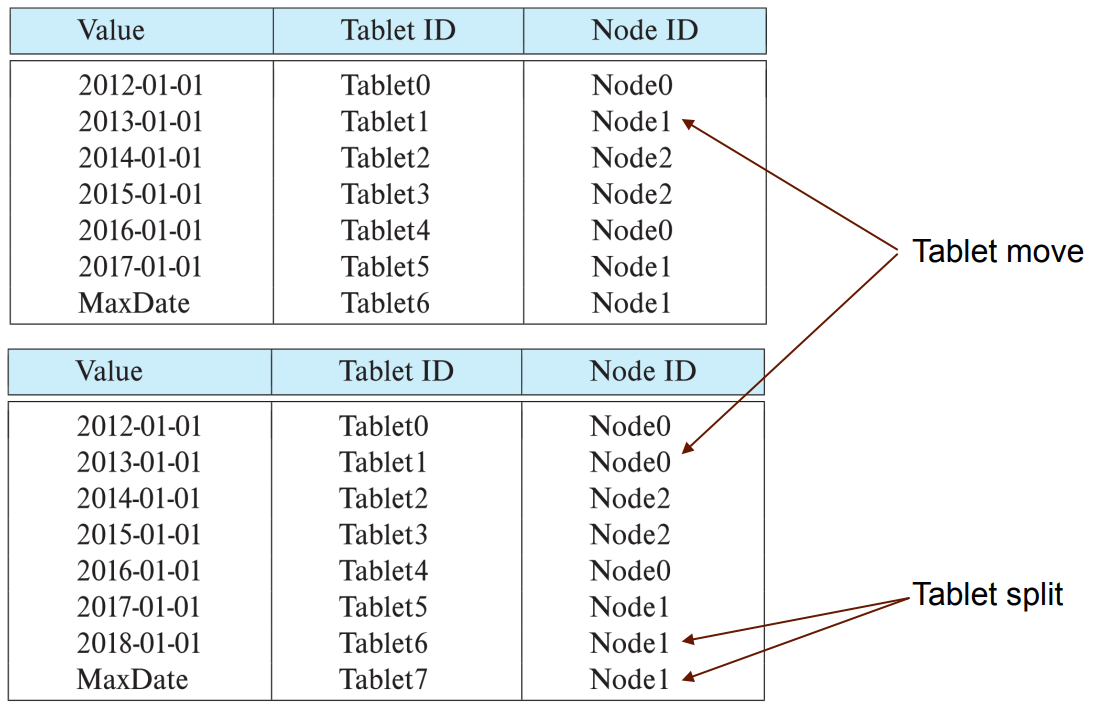 Value Tablet ID Node ID
2012-01-01 Tablet0 Node0
2013-01-01 Tablet1 Node1
2014-01-01 Tablet2 Node2
2015-01-01 Tablet3 Node2
2016-01-01 Tablet4 Node0
2017-01-01 Tablet5 Node1
MaxDate Tablet6 Node1
Tablet move
Value Tablet ID Node ID
2012-01-01 Tablet0 Node0
2013-01-01 Tablet1 Node0
2014-01-01 Tablet2 Node2
2015-01-01 Tablet3 Node2
2016-01-01 Tablet4 Node0
2017-01-01 Tablet5 Node1
2018-01-01 Tablet6 Node1
MaxDate Tablet7 Node1
Tablet split